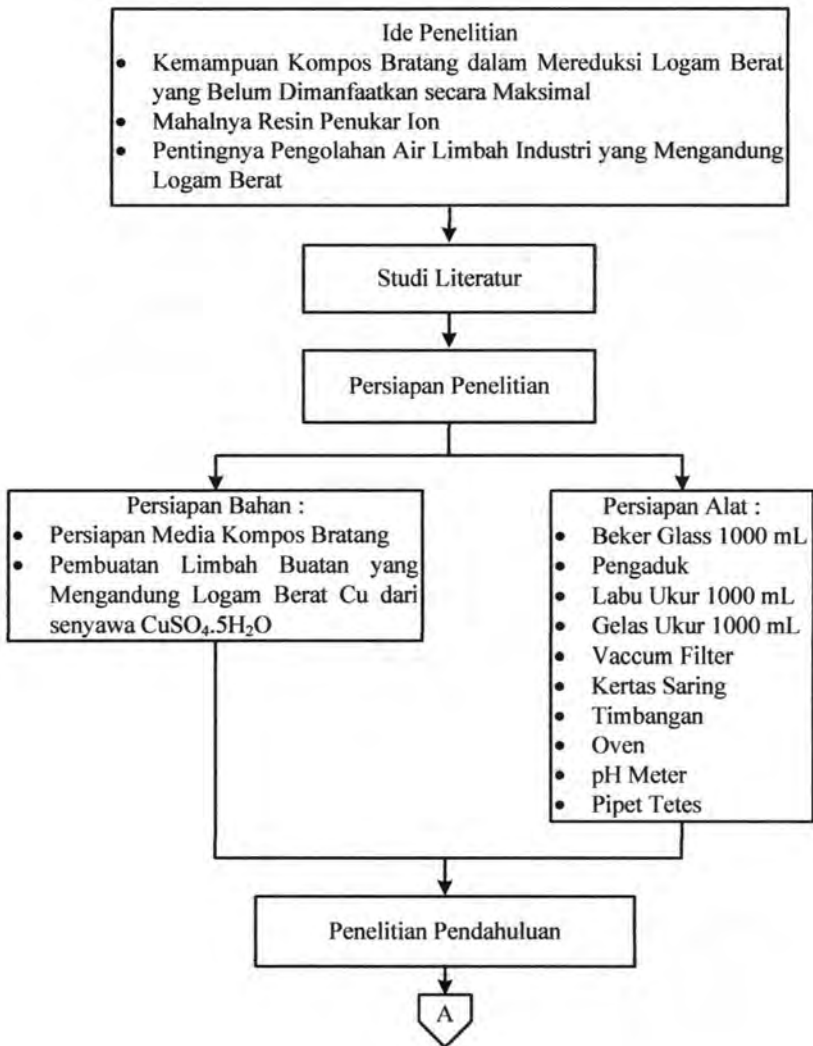 Ide Penelitian
• Kemampuan Kompos Bratang dalam Mereduksi Logam Berat
yang Belum Dimanfaatkan secara Maksimal
• Mahalnya Resin Penukar Ion
• Pentingnya Pengolahan Air Limbah Industri yang Mengandung
Logam Berat
Studi Literatur
Persiapan Penelitian
Persiapan Bahan :
• Persiapan Media Kompos Bratang
• Pembuatan Limbah Buatan yang
Mengandung Logam Berat Cu dari
senyawa CuSO₄.5H₂O
Persiapan Alat :
• Beker Glass 1000 mL
• Pengaduk
• Labu Ukur 1000 mL
• Gelas Ukur 1000 mL
• Vaccum Filter
• Kertas Saring
• Timbangan
• Oven
• pH Meter
• Pipet Tetes
Penelitian Pendahuluan
A